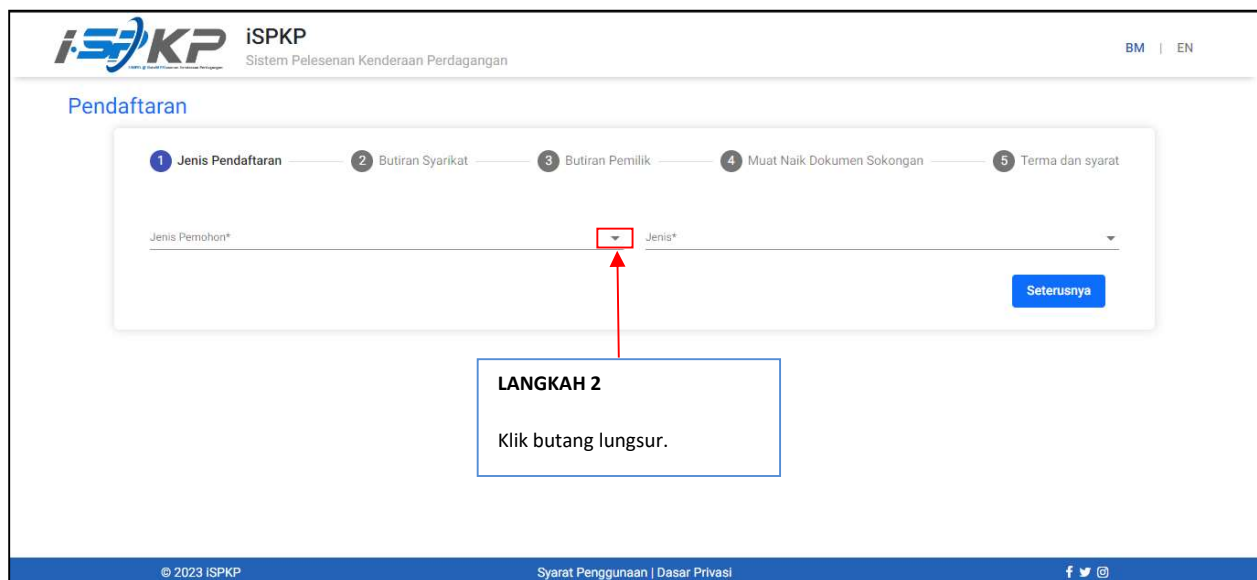 i-SPKP
iSPKP
Sistem Pelesenan Kenderaan Perdagangan
BM | EN
Pendaftaran
1 Jenis Pendaftaran
2 Butiran Syarikat
3 Butiran Pemilik
4 Muat Naik Dokumen Sokongan
5 Terma dan syarat
Jenis Pemohon*
Jenis*
Seterusnya
LANGKAH 2
Klik butang lungsur.
© 2023 iSPKP
Syarat Penggunaan | Dasar Privasi